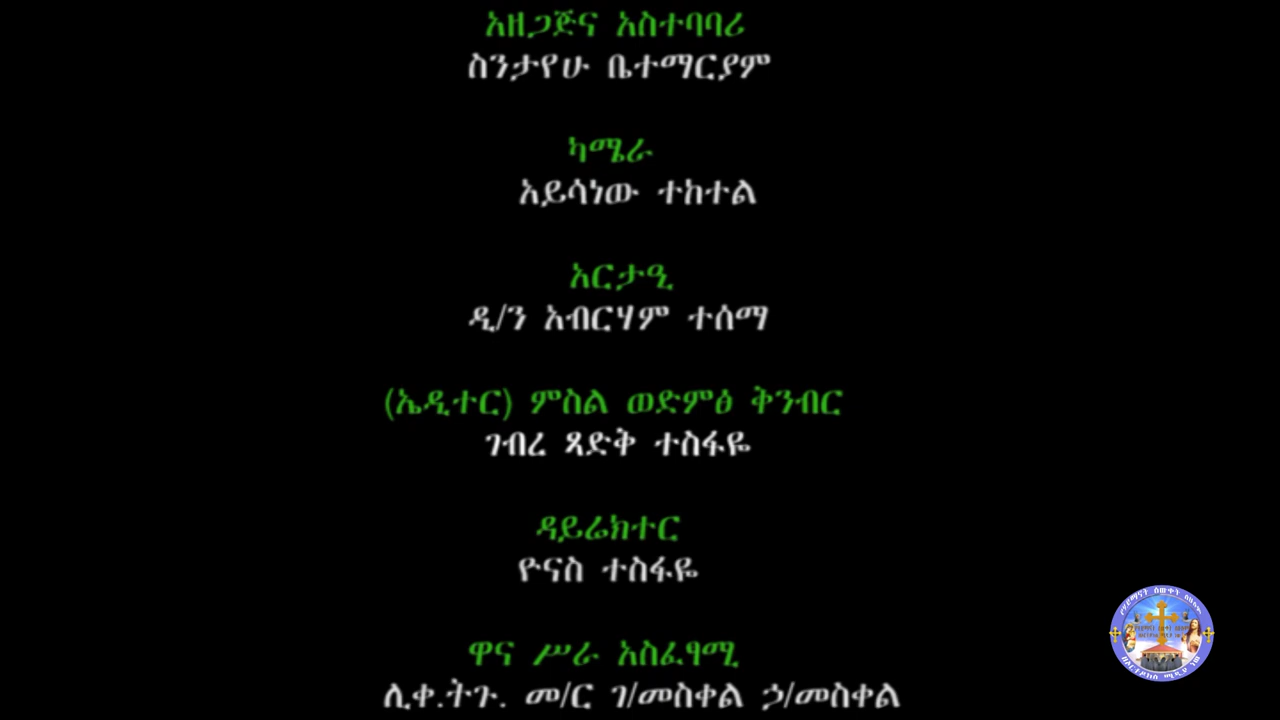 አዘጋጅና አስተባባሪ
ስንታየሁ ቤተማርያም
ካሜራ
አይሳነው ተከተል
አርታዒ
ዲ/ን አብርሃም ተሰማ
(ኤዲተር) ምስል ወድምፅ ቅንብር
ገብረ ጻድቅ ተስፋዬ
ዳይሬክተር
ዮናስ ተስፋዬ
ዋና ሥራ አስፈፃሚ
ሊቀ.ትጉ. መ/ር ገ/መስቀል ኃ/መስቀል